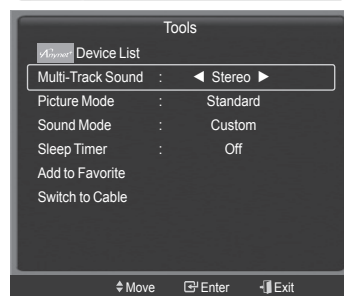 Tools
Anynet+ Device List
Multi-Track Sound : ◀ Stereo ▶
Picture Mode : Standard
Sound Mode : Custom
Sleep Timer : Off
Add to Favorite
Switch to Cable
Move Enter Exit